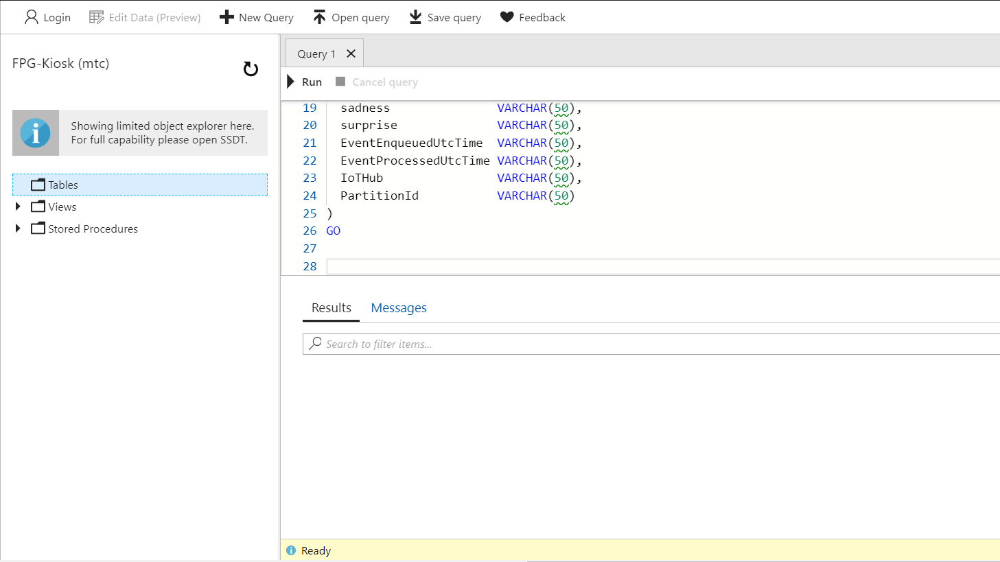 Login
Edit Data (Preview)
New Query
Open query
Save query
Feedback
FPG-Kiosk (mtc)
Showing limited object explorer here.
For full capability please open SSDT.
Tables
Views
Stored Procedures
Query 1
Run
Cancel query
19 sadness VARCHAR(50),
20 surprise VARCHAR(50),
21 EventEnqueuedUtcTime VARCHAR(50),
22 EventProcessedUtcTime VARCHAR(50),
23 IoTHub VARCHAR(50),
24 PartitionId VARCHAR(50)
25 )
26 GO
27
28
Results
Messages
Search to filter items...
Ready